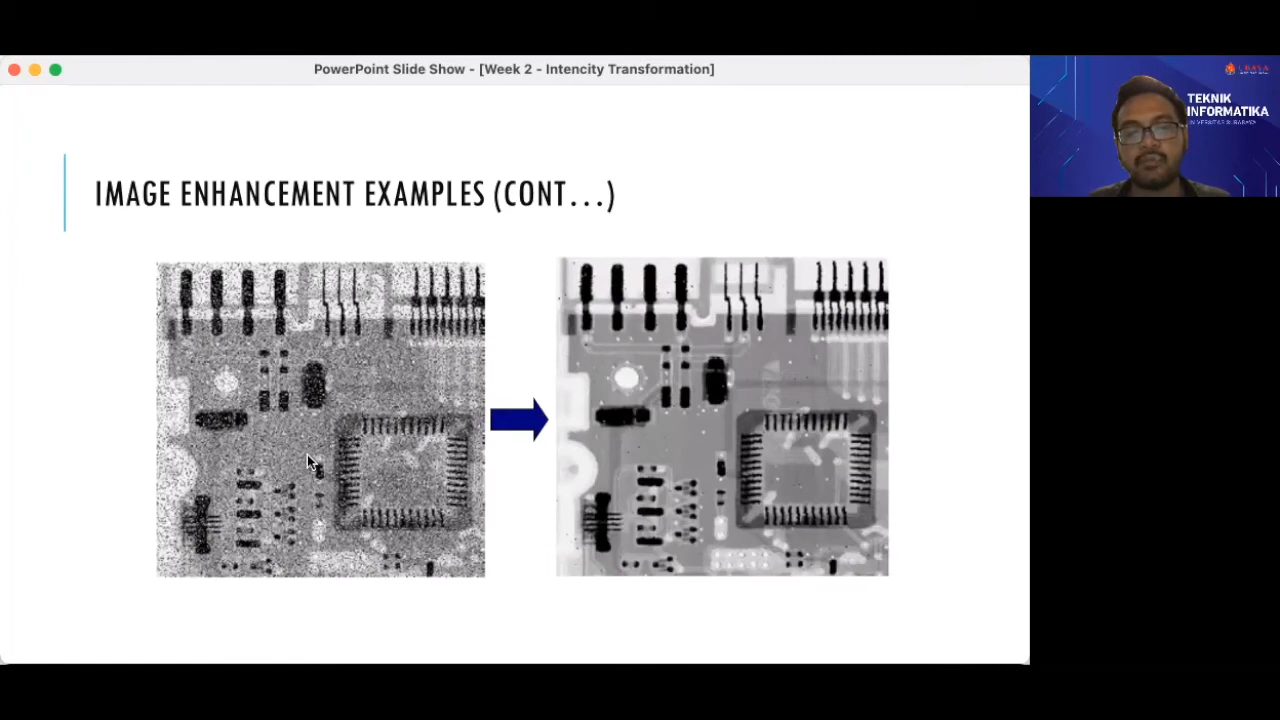 PowerPoint Slide Show - [Week 2 - Intencity Transformation]
IMAGE ENHANCEMENT EXAMPLES (CONT...)
TEKNIK
INFORMATIKA